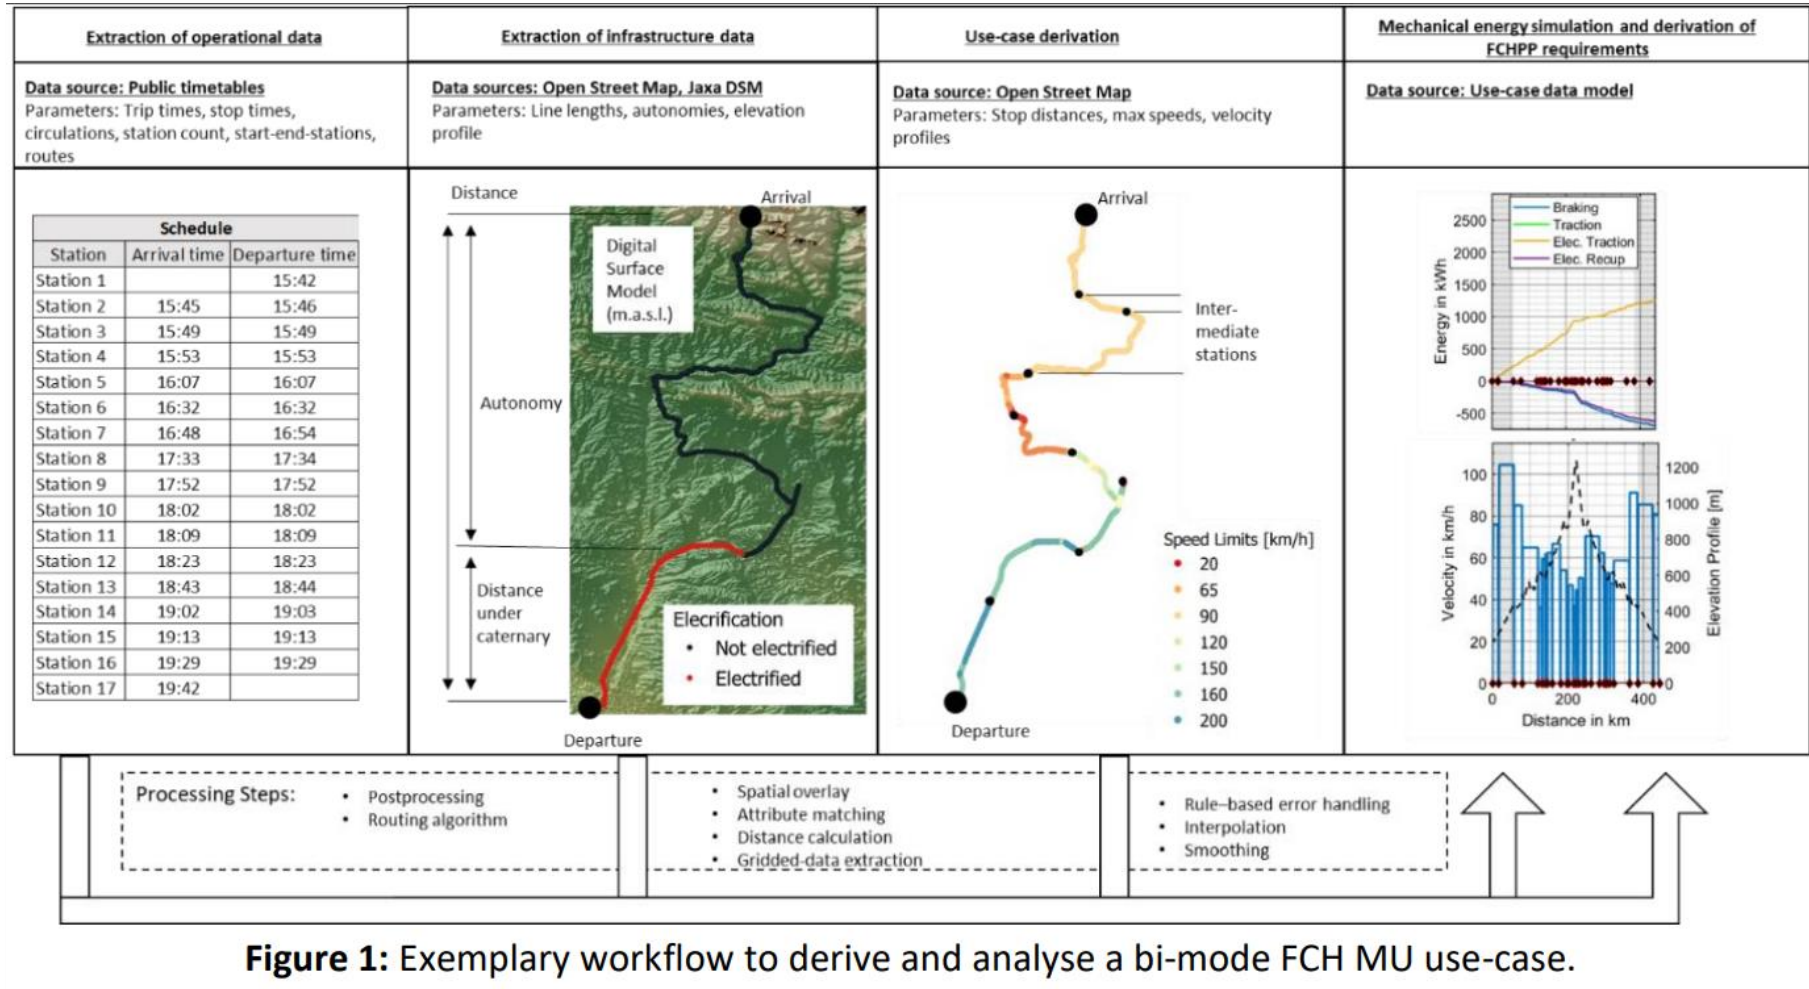 Extraction of operational data
Data source: Public timetables
Parameters: Trip times, stop times,
circulations, station count, start-end-stations,
routes
Schedule
Station Arrival time Departure time
Station 1 15:42
Station 2 15:45 15:46
Station 3 15:49 15:49
Station 4 15:53 15:53
Station 5 16:07 16:07
Station 6 16:32 16:32
Station 7 16:48 16:54
Station 8 17:33 17:34
Station 9 17:52 17:52
Station 10 18:02 18:02
Station 11 18:09 18:09
Station 12 18:23 18:23
Station 13 18:43 18:44
Station 14 19:02 19:03
Station 15 19:13 19:13
Station 16 19:29 19:29
Station 17 19:42
Extraction of infrastructure data
Data sources: Open Street Map, Jaxa DSM
Parameters: Line lengths, autonomies, elevation
profile
Distance
Arrival
Digital
Surface
Model
(m.a.s.l.)
Autonomy
Distance
under
caternary
Elecrification
Not electrified
Electrified
Departure
Use-case derivation
Data source: Open Street Map
Parameters: Stop distances, max speeds, velocity
profiles
Arrival
Inter-
mediate
stations
Speed Limits [km/h]
20
65
90
120
150
160
200
Departure
Mechanical energy simulation and derivation of
FCHPP requirements
Data source: Use-case data model
Energy in kWh
2500
2000
1500
1000
500
0
-500
Braking
Traction
Elec. Traction
Elec. Recup
Velocity in km/h
100
80
60
40
20
0
1200
1000
800
600
400
200
0
Elevation Profile [m]
0 200 400
Distance in km
Processing Steps:
• Postprocessing
• Routing algorithm
• Spatial overlay
• Attribute matching
• Distance calculation
• Gridded-data extraction
• Rule–based error handling
• Interpolation
• Smoothing
Figure 1: Exemplary workflow to derive and analyse a bi-mode FCH MU use-case.